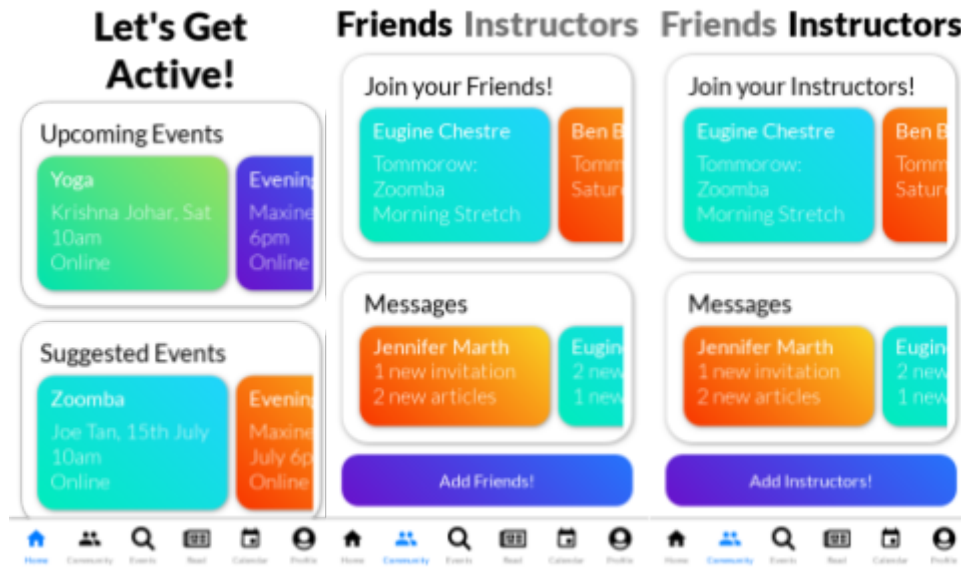 Let's Get
Active!
Upcoming Events
Yoga
Krishna Johar, Sat
10am
Online
Evening
Maxine
6pm
Online
Suggested Events
Zoomba
Joe Tan, 15th July
10am
Online
Evening
Maxine
July 6p
Online
Home
Community
Events
Read
Calendar
Profile
Friends Instructors
Join your Friends!
Eugine Chestre
Tommorow:
Zoomba
Morning Stretch
Ben B
Tomm
Satur
Messages
Jennifer Marth
1 new invitation
2 new articles
Eugin
2 new
1 new
Add Friends!
Home
Community
Events
Read
Calendar
Profile
Friends Instructors
Join your Instructors!
Eugine Chestre
Tommorow:
Zoomba
Morning Stretch
Ben B
Tomm
Satur
Messages
Jennifer Marth
1 new invitation
2 new articles
Eugin
2 new
1 new
Add Instructors!
Home
Community
Events
Read
Calendar
Profile